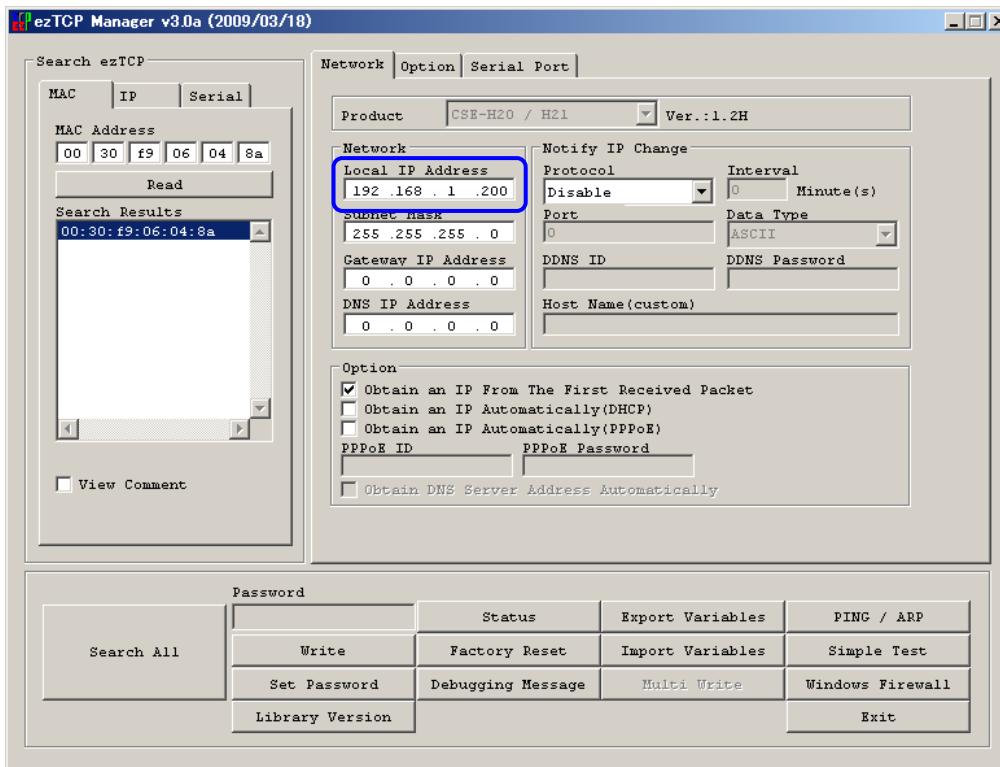 ezTCP Manager v3.0a (2009/03/18)
Search ezTCP
MAC IP Serial
MAC Address
00 30 f9 06 04 8a
Read
Search Results
00:30:f9:06:04:8a
View Comment
Network Option Serial Port
Product CSE-H20 / H21 Ver.:1.2H
Network
Local IP Address
192 .168 . 1 .200
Subnet Mask
255 .255 .255 . 0
Gateway IP Address
0 . 0 . 0 . 0
DNS IP Address
0 . 0 . 0 . 0
Notify IP Change
Protocol Interval
Disable 0 Minute(s)
Port Data Type
0 ASCII
DDNS ID DDNS Password
Host Name(custom)
Option
Obtain an IP From The First Received Packet
Obtain an IP Automatically(DHCP)
Obtain an IP Automatically(PPPoE)
PPPoE ID PPPoE Password
Obtain DNS Server Address Automatically
Password
Search All
Status Export Variables PING / ARP
Write Factory Reset Import Variables Simple Test
Set Password Debugging Message Multi Write Windows Firewall
Library Version Exit